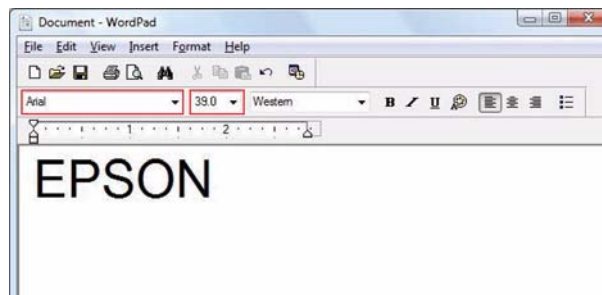 Document - WordPad
File Edit View Insert Format Help
Arial 39.0 Western B I U
1 2
EPSON